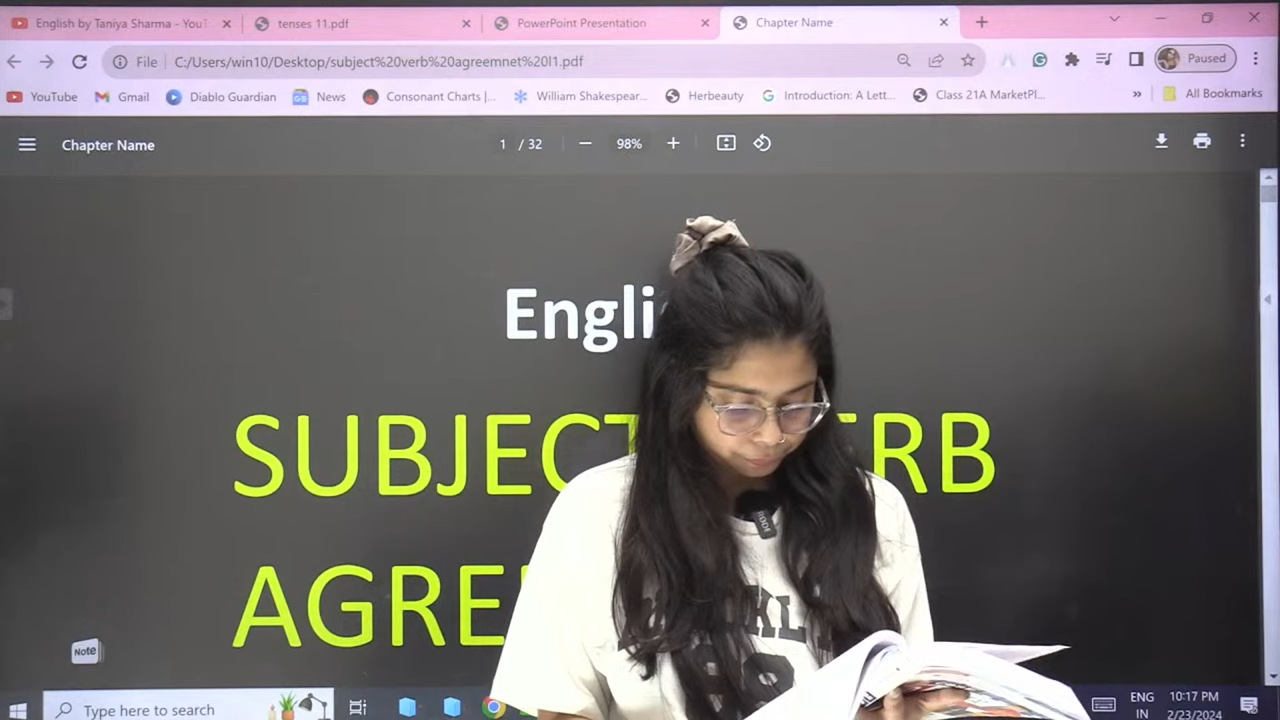 English by Taniya Sharma - YouT
tenses 11.pdf
PowerPoint Presentation
Chapter Name
File
C:/Users/win10/Desktop/subject%20verb%20agreemnet%20l1.pdf
Paused
YouTube
Gmail
Diablo Guardian
News
Consonant Charts |...
William Shakespear...
Herbeauty
Introduction: A Lett...
Class 21A MarketPl...
All Bookmarks
Chapter Name
1 / 32
98%
Engli
SUBJECT ERB
AGREE
RODE
Note
Type here to search
ENG
IN
10:17 PM
2/23/2024